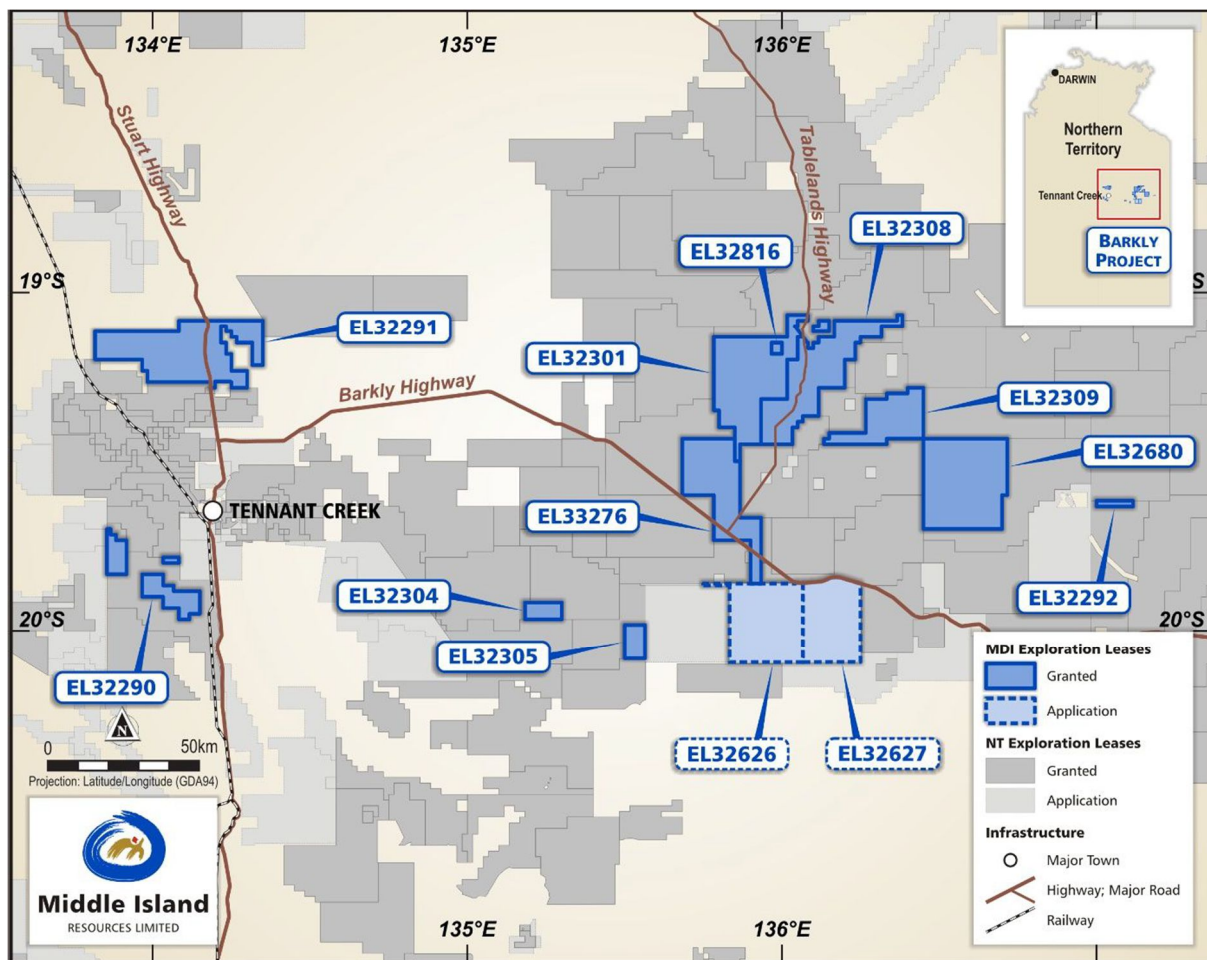 134°E
135°E
136°E
Stuart Highway
Tablelands Highway
DARWIN
Northern
Territory
Tennant Creek
BARKLY
PROJECT
EL32308
EL32816
19°S
S
EL32291
EL32301
Barkly Highway
EL32309
EL32680
TENNANT CREEK
EL33276
EL32304
EL32292
20°S
20°S
EL32305
EL32290
N
0 50km
Projection: Latitude/Longitude (GDA94)
EL32626
EL32627
MDI Exploration Leases
Granted
Application
NT Exploration Leases
Granted
Application
Infrastructure
Major Town
Highway; Major Road
Railway
Middle Island
RESOURCES LIMITED
135°E
136°E